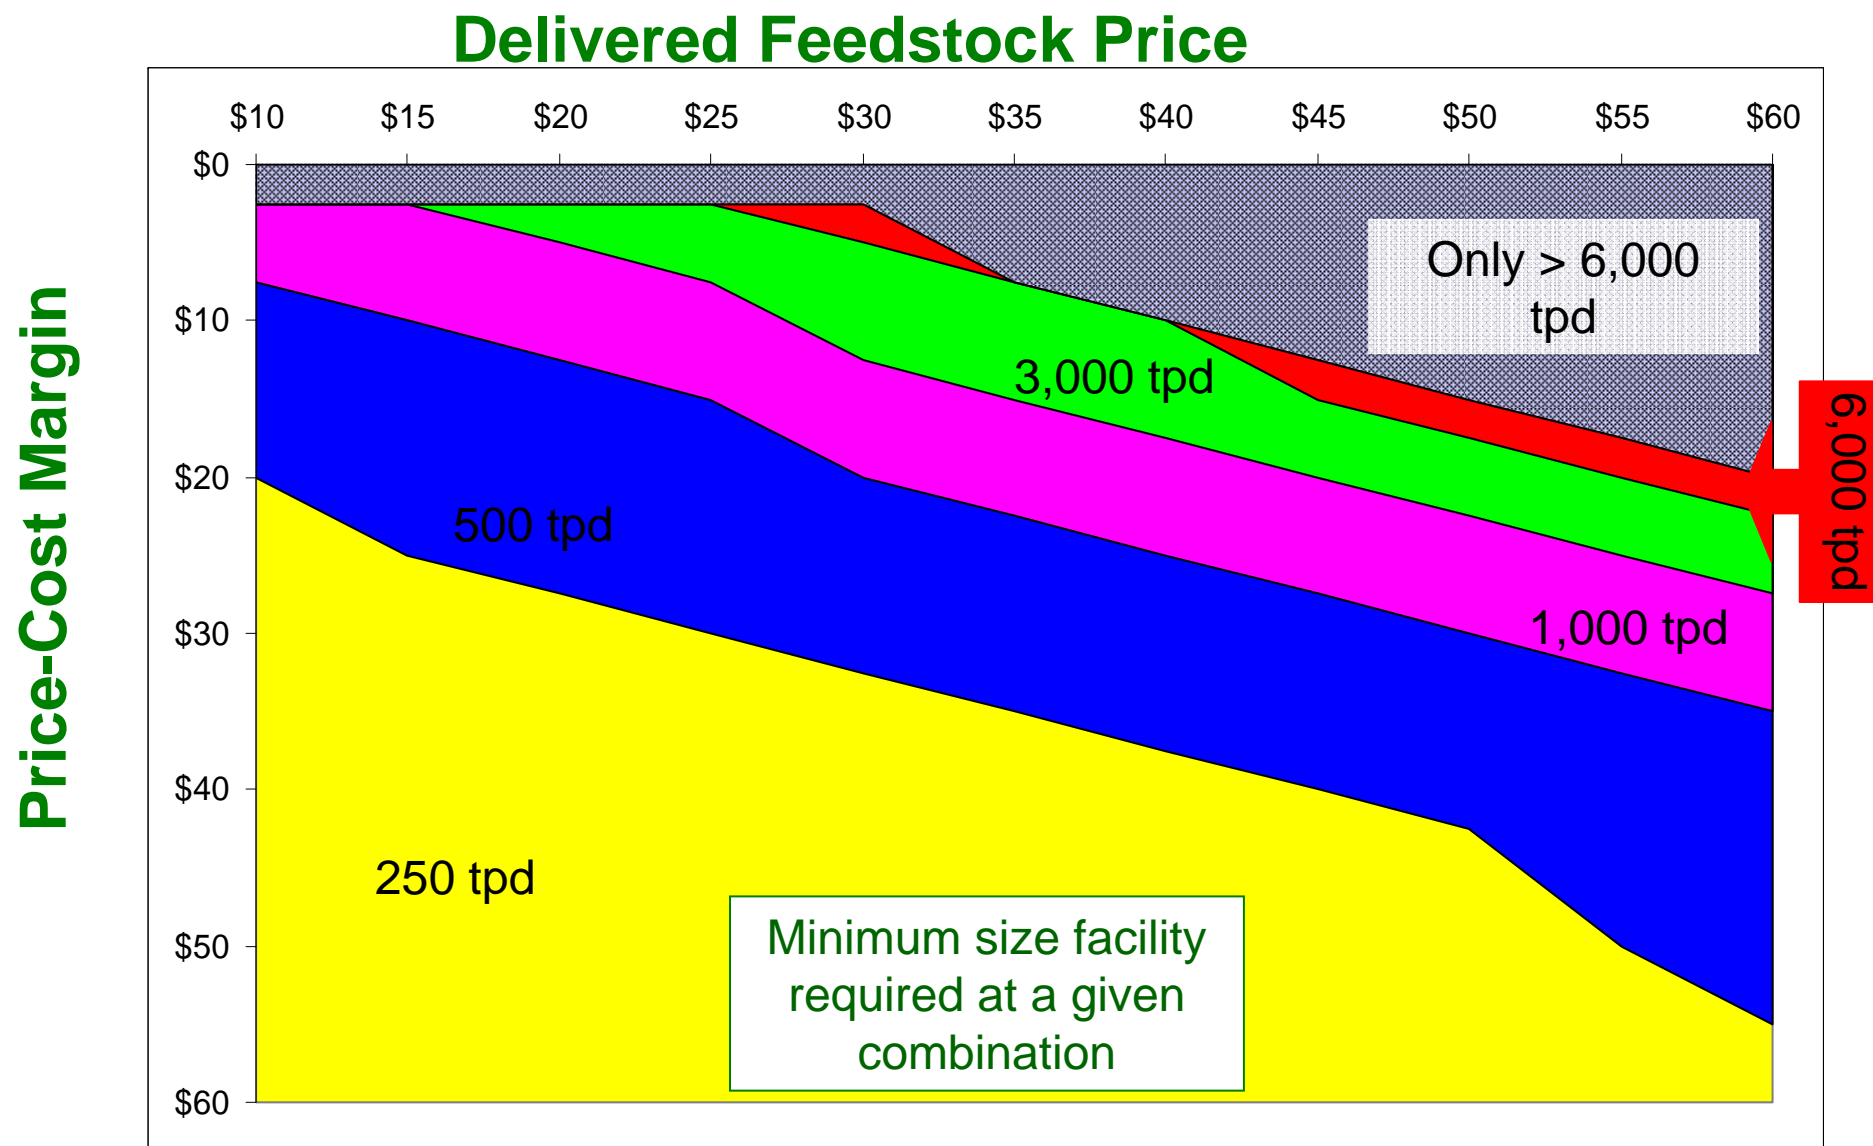 Delivered Feedstock Price
$10 $15 $20 $25 $30 $35 $40 $45 $50 $55 $60
Price-Cost Margin
$0
$10
$20
$30
$40
$50
$60
Only > 6,000
tpd
3,000 tpd
6,000 tpd
500 tpd
1,000 tpd
250 tpd
Minimum size facility
required at a given
combination